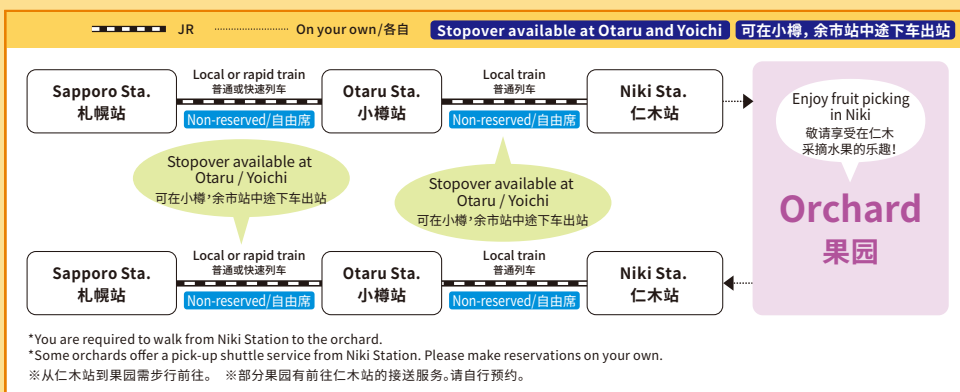 JR
On your own/各自
Stopover available at Otaru and Yoichi
可在小樽，余市站中途下车出站
Sapporo Sta.
札幌站
Local or rapid train
普通或快速列车
Non-reserved/自由席
Otaru Sta.
小樽站
Local train
普通列车
Non-reserved/自由席
Niki Sta.
仁木站
Enjoy fruit picking
in Niki
敬请享受在仁木
采摘水果的乐趣！
Orchard
果园
Stopover available at
Otaru / Yoichi
可在小樽，余市站中途下车出站
Stopover available at
Otaru / Yoichi
可在小樽，余市站中途下车出站
Sapporo Sta.
札幌站
Local or rapid train
普通或快速列车
Non-reserved/自由席
Otaru Sta.
小樽站
Local train
普通列车
Non-reserved/自由席
Niki Sta.
仁木站
*You are required to walk from Niki Station to the orchard.
*Some orchards offer a pick-up shuttle service from Niki Station. Please make reservations on your own.
※从仁木站到果园需步行前往。 ※部分果园有前往仁木站的接送服务。请自行预约。